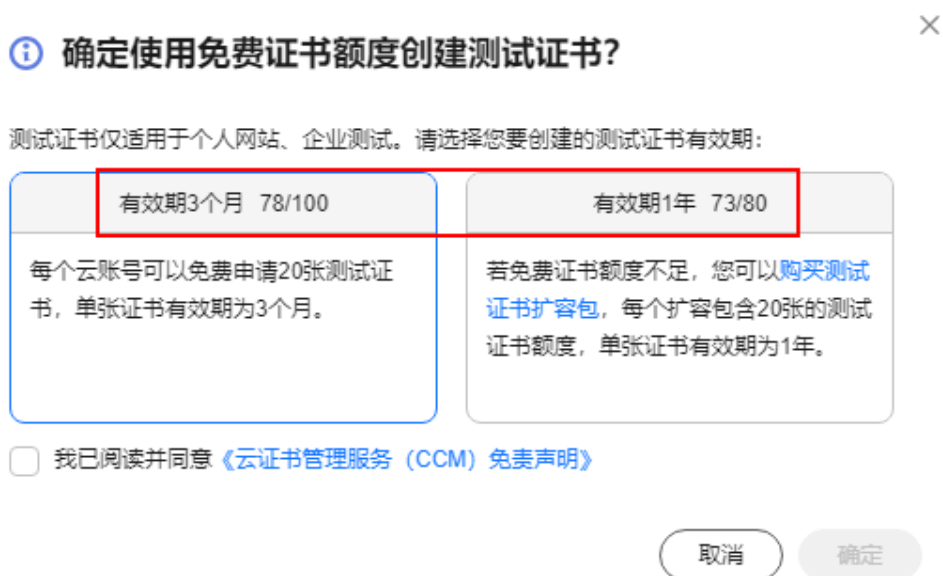 确定使用免费证书额度创建测试证书?
测试证书仅适用于个人网站、企业测试。请选择您要创建的测试证书有效期:
有效期3个月 78/100
每个云账号可以免费申请20张测试证
书，单张证书有效期为3个月。
有效期1年 73/80
若免费证书额度不足，您可以购买测试
证书扩容包，每个扩容包含20张的测试
证书额度，单张证书有效期为1年。
我已阅读并同意《云证书管理服务（CCM）免责声明》
取消
确定